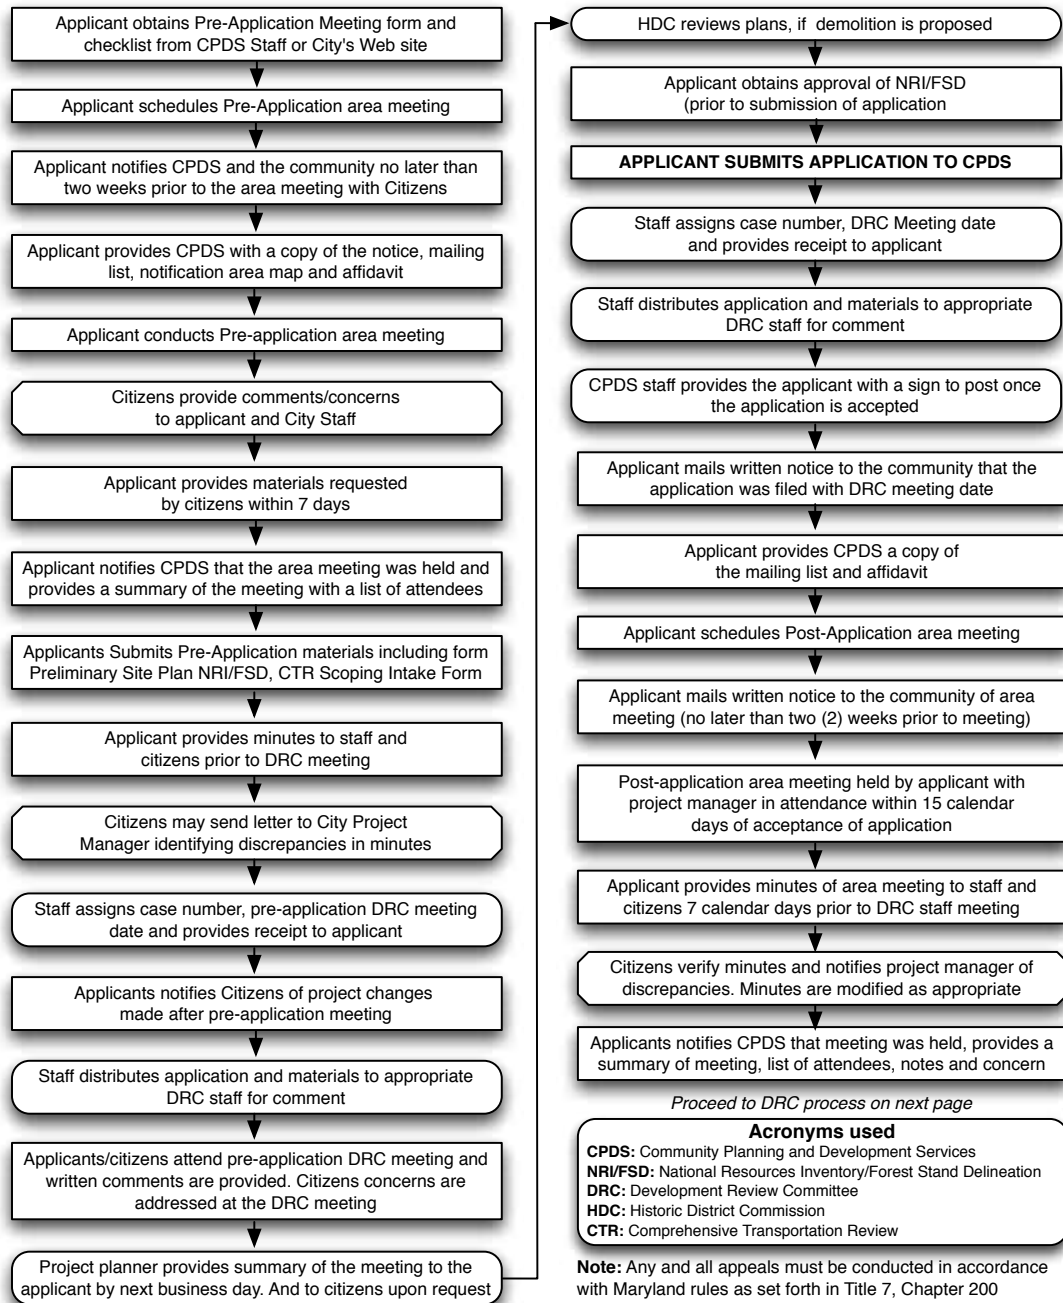 Applicant obtains Pre-Application Meeting form and
checklist from CPDS Staff or City's Web site
Applicant schedules Pre-Application area meeting
Applicant notifies CPDS and the community no later than
two weeks prior to the area meeting with Citizens
Applicant provides CPDS with a copy of the notice, mailing
list, notification area map and affidavit
Applicant conducts Pre-application area meeting
Citizens provide comments/concerns
to applicant and City Staff
Applicant provides materials requested
by citizens within 7 days
Applicant notifies CPDS that the area meeting was held and
provides a summary of the meeting with a list of attendees
Applicants Submits Pre-Application materials including form
Preliminary Site Plan NRI/FSD, CTR Scoping Intake Form
Applicant provides minutes to staff and
citizens prior to DRC meeting
Citizens may send letter to City Project
Manager identifying discrepancies in minutes
Staff assigns case number, pre-application DRC meeting
date and provides receipt to applicant
Applicants notifies Citizens of project changes
made after pre-application meeting
Staff distributes application and materials to appropriate
DRC staff for comment
Applicants/citizens attend pre-application DRC meeting and
written comments are provided. Citizens concerns are
addressed at the DRC meeting
Project planner provides summary of the meeting to the
applicant by next business day. And to citizens upon request
HDC reviews plans, if demolition is proposed
Applicant obtains approval of NRI/FSD
(prior to submission of application
APPLICANT SUBMITS APPLICATION TO CPDS
Staff assigns case number, DRC Meeting date
and provides receipt to applicant
Staff distributes application and materials to appropriate
DRC staff for comment
CPDS staff provides the applicant with a sign to post once
the application is accepted
Applicant mails written notice to the community that the
application was filed with DRC meeting date
Applicant provides CPDS a copy of
the mailing list and affidavit
Applicant schedules Post-Application area meeting
Applicant mails written notice to the community of area
meeting (no later than two (2) weeks prior to meeting)
Post-application area meeting held by applicant with
project manager in attendance within 15 calendar
days of acceptance of application
Applicant provides minutes of area meeting to staff and
citizens 7 calendar days prior to DRC staff meeting
Citizens verify minutes and notifies project manager of
discrepancies. Minutes are modified as appropriate
Applicants notifies CPDS that meeting was held, provides a
summary of meeting, list of attendees, notes and concern
Proceed to DRC process on next page
Acronyms used
CPDS: Community Planning and Development Services
NRI/FSD: National Resources Inventory/Forest Stand Delineation
DRC: Development Review Committee
HDC: Historic District Commission
CTR: Comprehensive Transportation Review
Note: Any and all appeals must be conducted in accordance
with Maryland rules as set forth in Title 7, Chapter 200